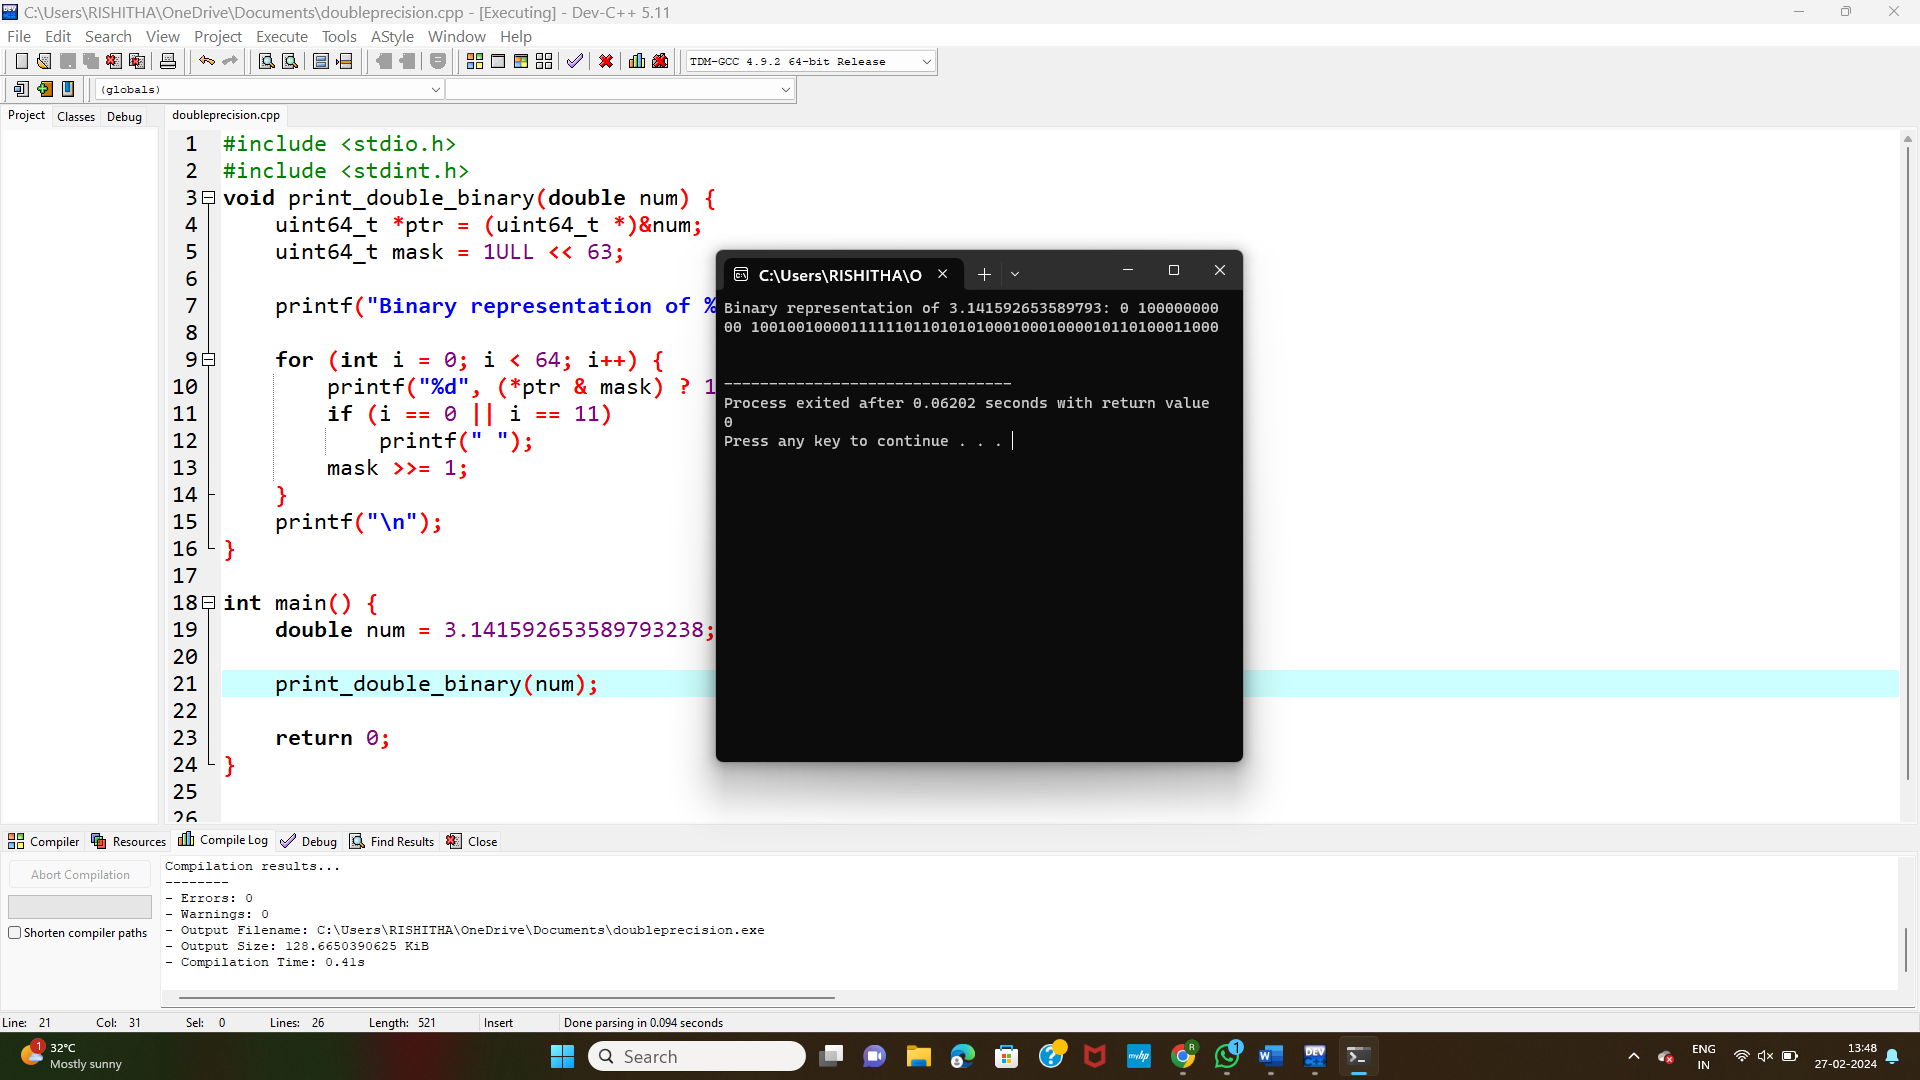 C:\Users\RISHITHA\OneDrive\Documents\doubleprecision.cpp - [Executing] - Dev-C++ 5.11
File Edit Search View Project Execute Tools AStyle Window Help
TDM-GCC 4.9.2 64-bit Release
(globals)
Project Classes Debug
doubleprecision.cpp
1 #include <stdio.h>
2 #include <stdint.h>
3 void print_double_binary(double num) {
4 uint64_t *ptr = (uint64_t *)&num;
5 uint64_t mask = 1ULL << 63;
6
7 printf("Binary representation of %
8
9 for (int i = 0; i < 64; i++) {
10 printf("%d", (*ptr & mask) ? 1
11 if (i == 0 || i == 11)
12 printf(" ");
13 mask >>= 1;
14 }
15 printf("\n");
16 }
17
18 int main() {
19 double num = 3.141592653589793238;
20
21 print_double_binary(num);
22
23 return 0;
24 }
25
26
C:\Users\RISHITHA\O
Binary representation of 3.141592653589793: 0 100000000
00 1001001000011111101101010100010001000010110100011000
--------------------------------
Process exited after 0.06202 seconds with return value
0
Press any key to continue . . .
Compiler Resources Compile Log Debug Find Results Close
Abort Compilation
Shorten compiler paths
Compilation results...
--------
- Errors: 0
- Warnings: 0
- Output Filename: C:\Users\RISHITHA\OneDrive\Documents\doubleprecision.exe
- Output Size: 128.6650390625 KiB
- Compilation Time: 0.41s
Line: 21 Col: 31 Sel: 0 Lines: 26 Length: 521 Insert Done parsing in 0.094 seconds
1
32°C
Mostly sunny
Search
myhp
R
1
W
DEV
ENG
IN
13:48
27-02-2024